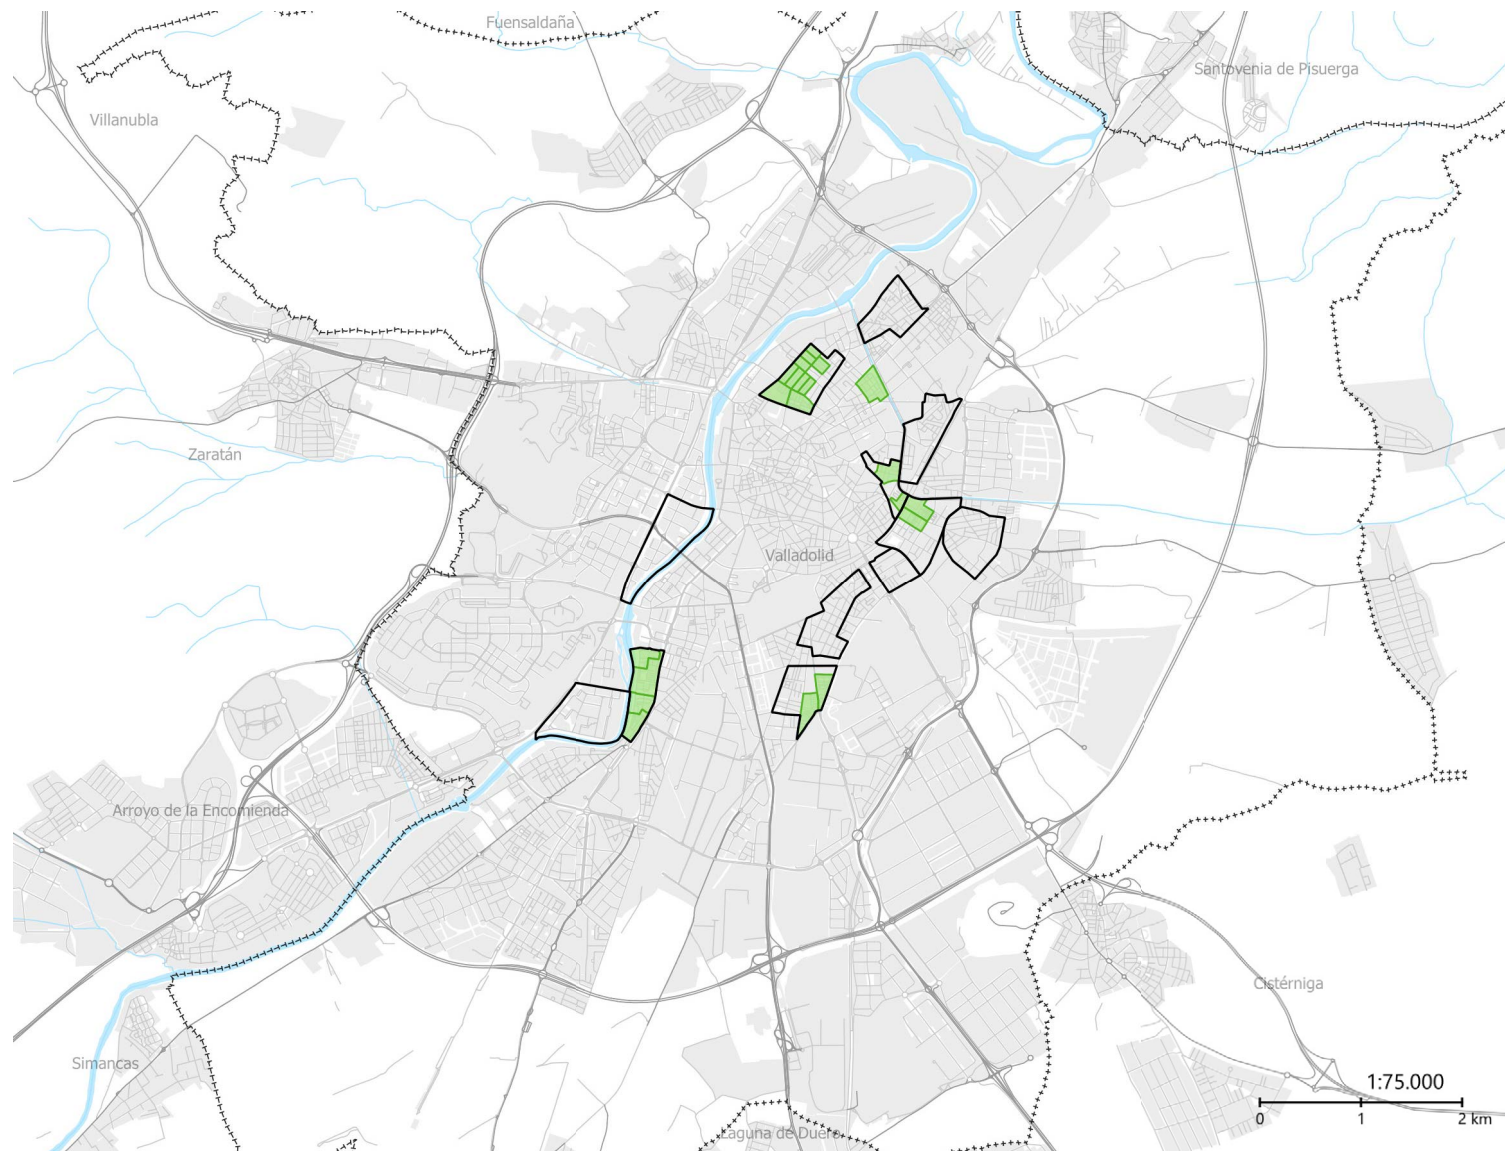 Fuensaldaña
Santovenia de Pisuerga
Villanubla
Zaratán
Valladolid
Arroyo de la Encomienda
Cistérniga
Simancas
1:75.000
0 1 2 km
Laguna de Duero